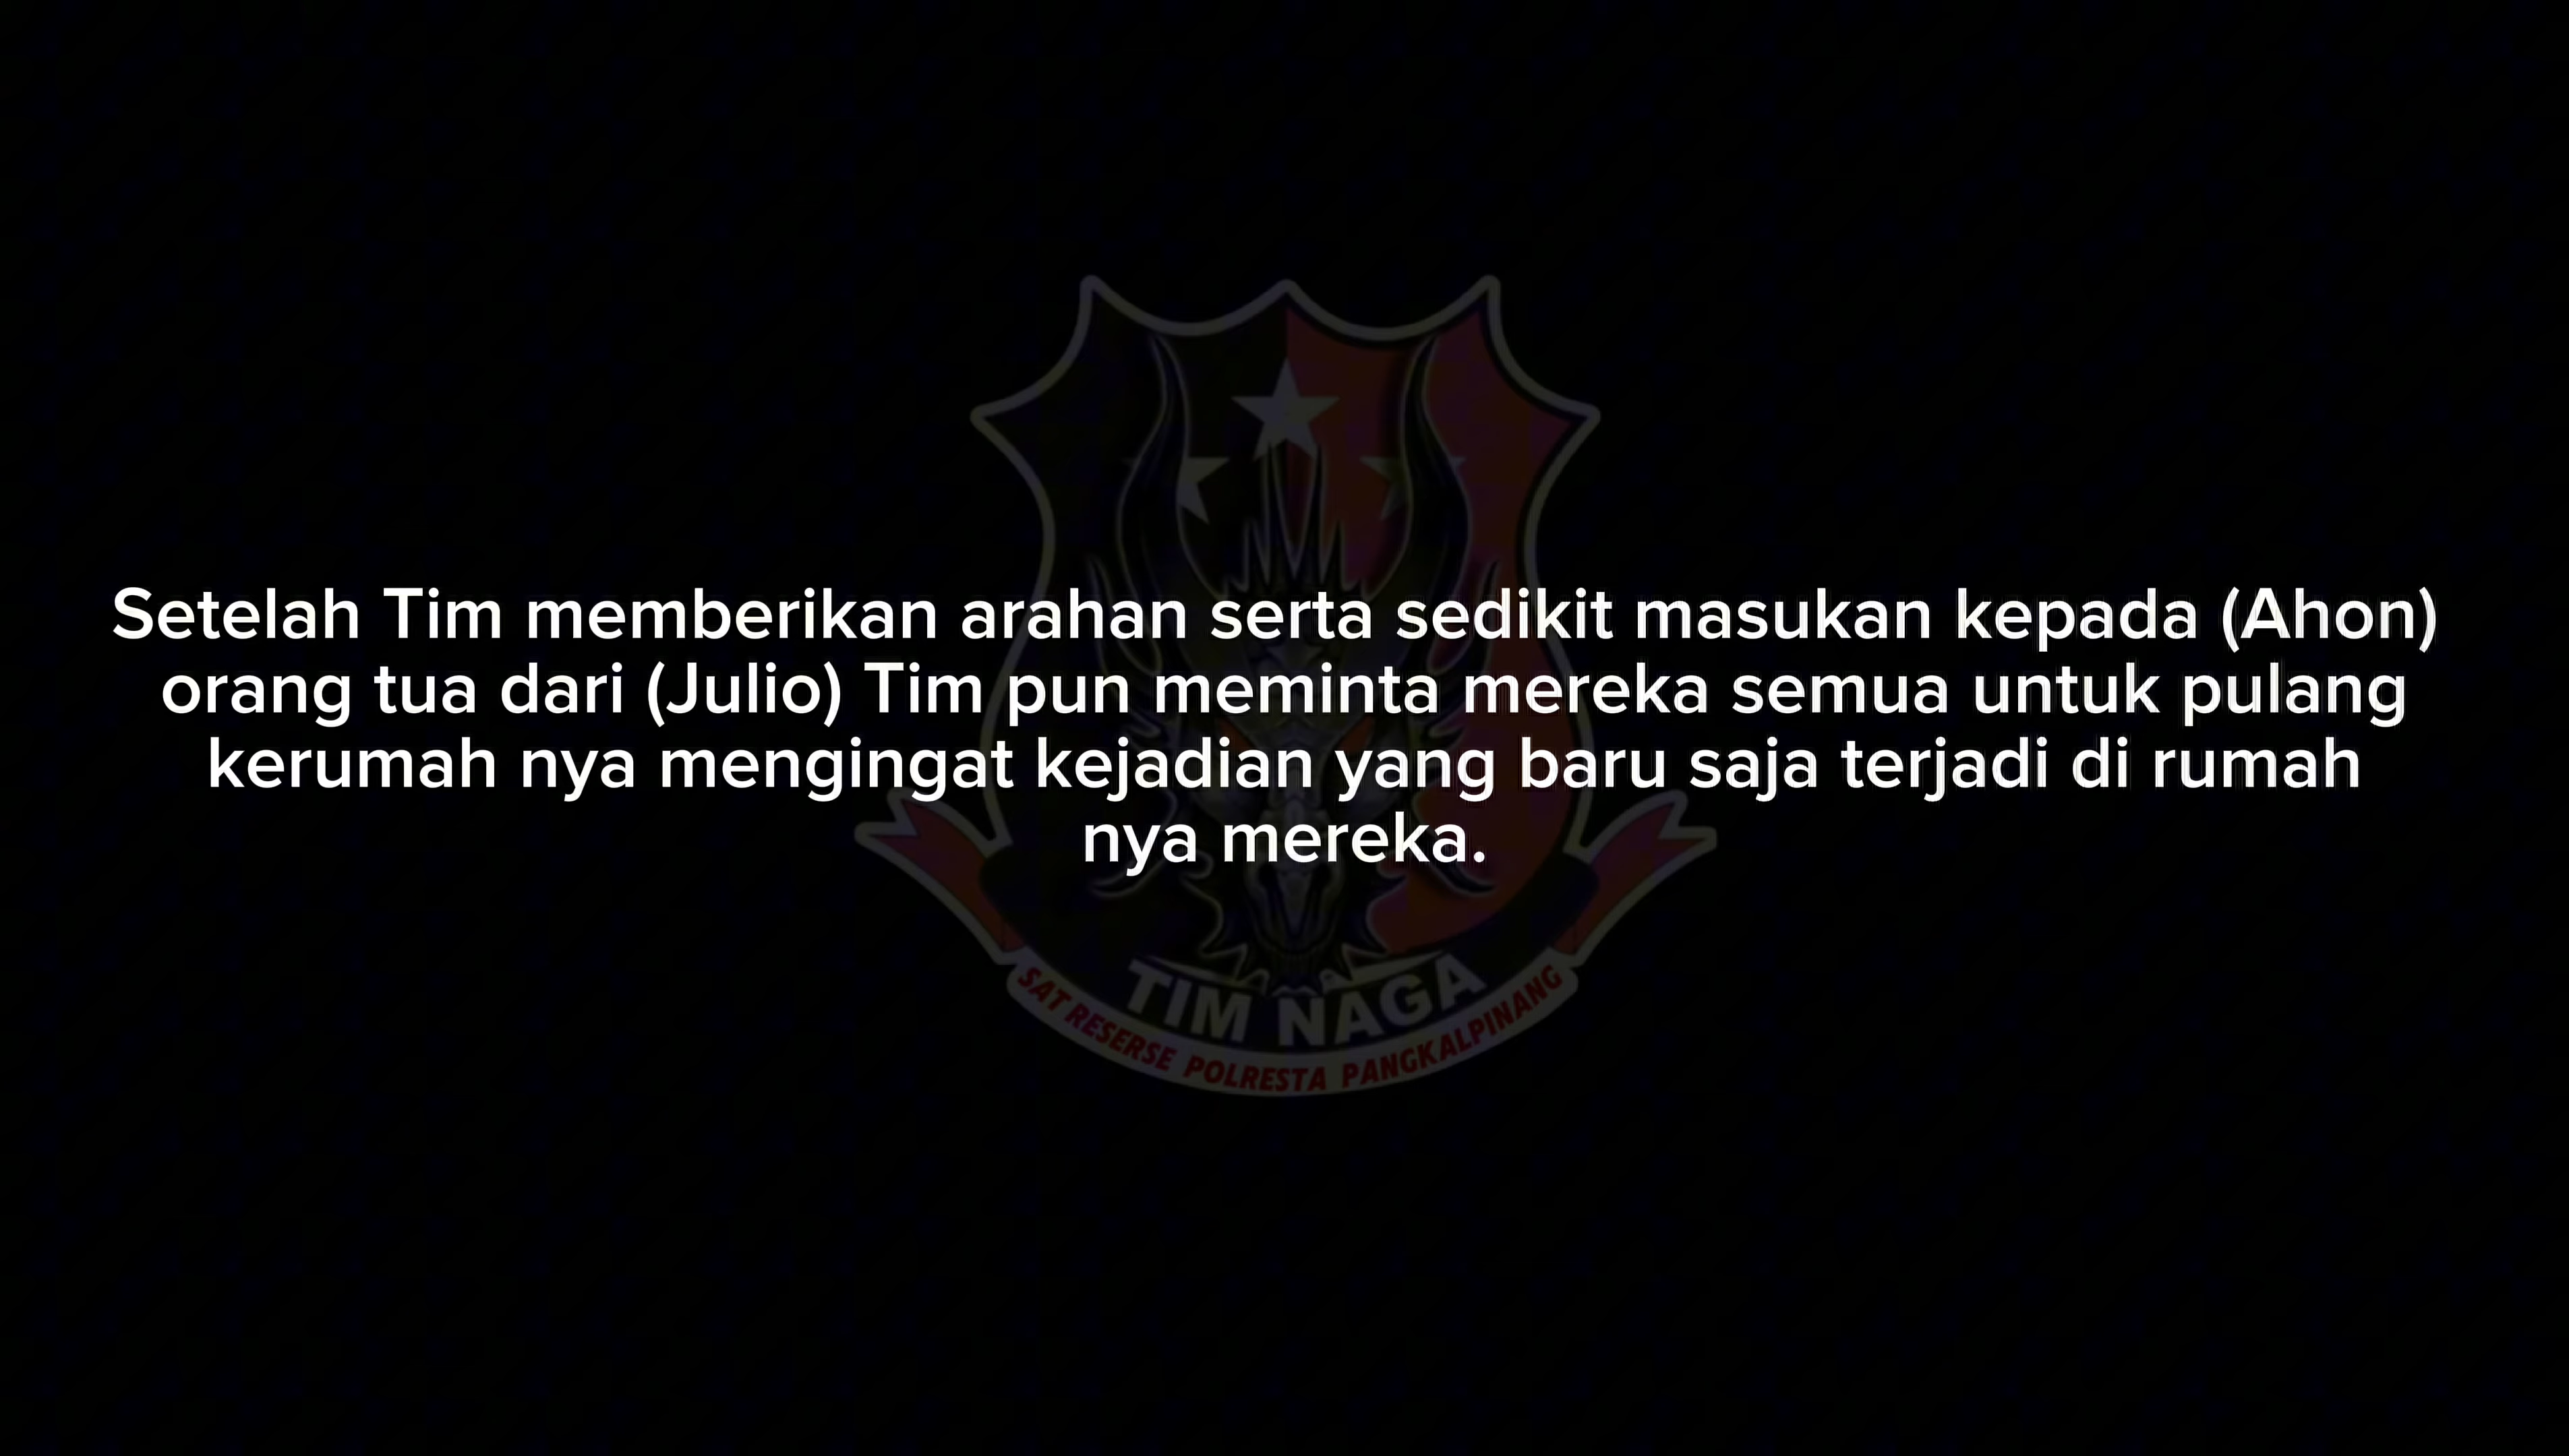 Setelah Tim memberikan arahan serta sedikit masukan kepada (Ahon)
orang tua dari (Julio) Tim pun meminta mereka semua untuk pulang
kerumah nya mengingat kejadian yang baru saja terjadi di rumah
nya mereka.
TIM NAGA
SAT RESERSE POLRESTA PANGKALPINANG